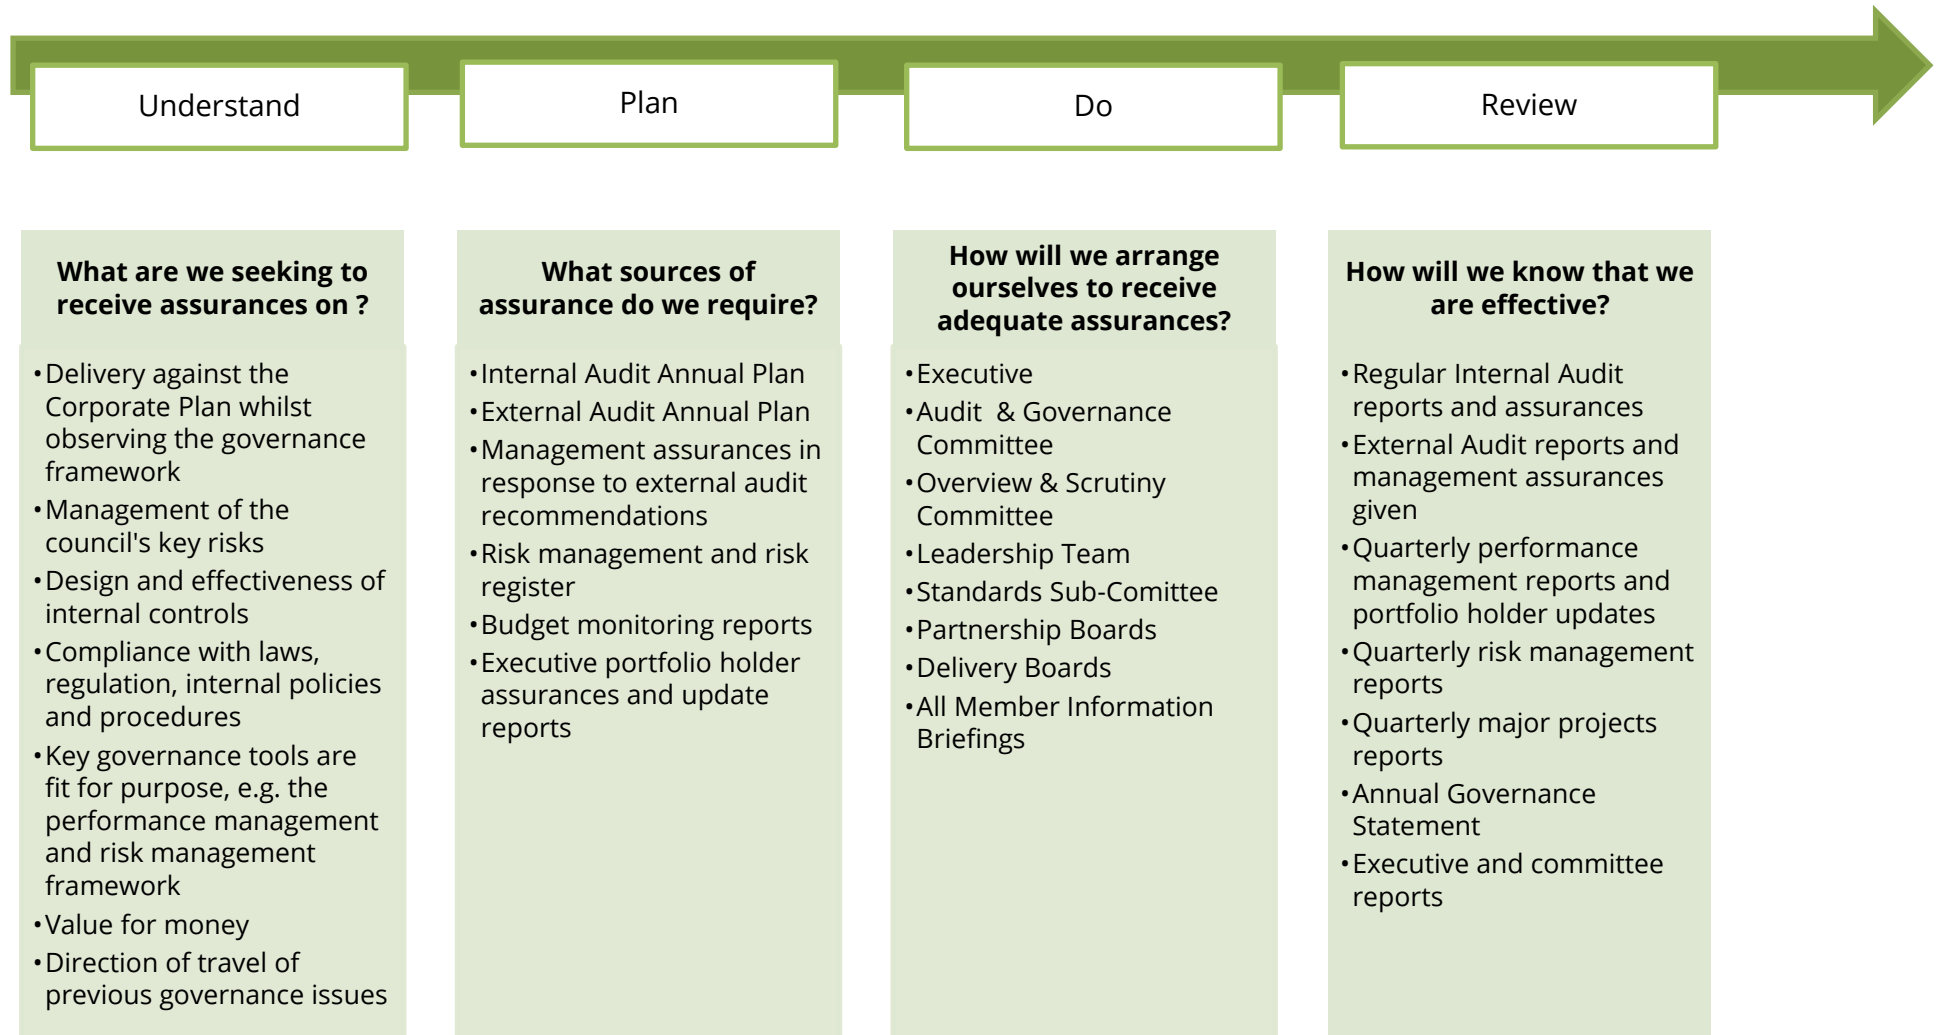 Understand
Plan
Do
Review
What are we seeking to
receive assurances on ?
•Delivery against the
Corporate Plan whilst
observing the governance
framework
•Management of the
council's key risks
•Design and effectiveness of
internal controls
•Compliance with laws,
regulation, internal policies
and procedures
•Key governance tools are
fit for purpose, e.g. the
performance management
and risk management
framework
•Value for money
•Direction of travel of
previous governance issues
What sources of
assurance do we require?
•Internal Audit Annual Plan
•External Audit Annual Plan
•Management assurances in
response to external audit
recommendations
•Risk management and risk
register
•Budget monitoring reports
•Executive portfolio holder
assurances and update
reports
How will we arrange
ourselves to receive
adequate assurances?
•Executive
•Audit  & Governance
Committee
•Overview & Scrutiny
Committee
•Leadership Team
•Standards Sub-Comittee
•Partnership Boards
•Delivery Boards
•All Member Information
Briefings
How will we know that we
are effective?
•Regular Internal Audit
reports and assurances
•External Audit reports and
management assurances
given
•Quarterly performance
management reports and
portfolio holder updates
•Quarterly risk management
reports
•Quarterly major projects
reports
•Annual Governance
Statement
•Executive and committee
reports